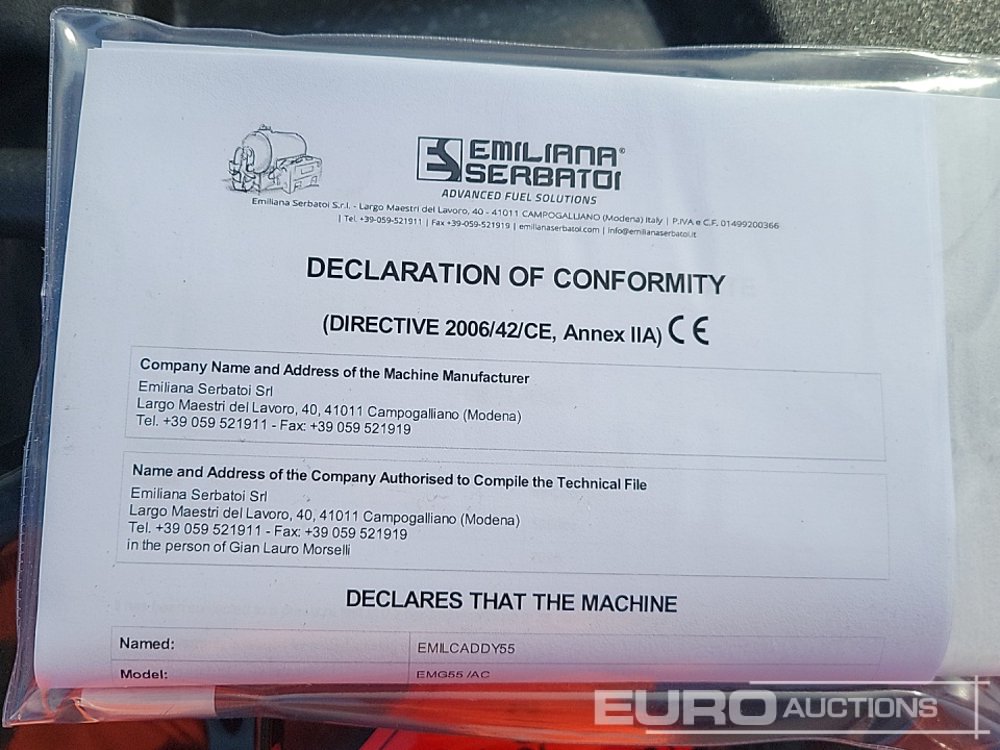 EMILIANA®
SERBATOI
ADVANCED FUEL SOLUTIONS
Emiliana Serbatoi S.r.l. - Largo Maestri del Lavoro, 40 - 41011 CAMPOGALLIANO (Modena) Italy | P.IVA e C.F. 01499200366
| Tel. +39-059-521911 | Fax +39-059-521919 | emilianaserbatoi.com | info@emilianaserbatoi.it
DECLARATION OF CONFORMITY
(DIRECTIVE 2006/42/CE, Annex IIA) CE
Company Name and Address of the Machine Manufacturer
Emiliana Serbatoi Srl
Largo Maestri del Lavoro, 40, 41011 Campogalliano (Modena)
Tel. +39 059 521911 - Fax: +39 059 521919
Name and Address of the Company Authorised to Compile the Technical File
Emiliana Serbatoi Srl
Largo Maestri del Lavoro, 40, 41011 Campogalliano (Modena)
Tel. +39 059 521911 - Fax: +39 059 521919
in the person of Gian Lauro Morselli
DECLARES THAT THE MACHINE
Named: EMILCADDY55
Model: EMG55 /AC
EURO AUCTIONS